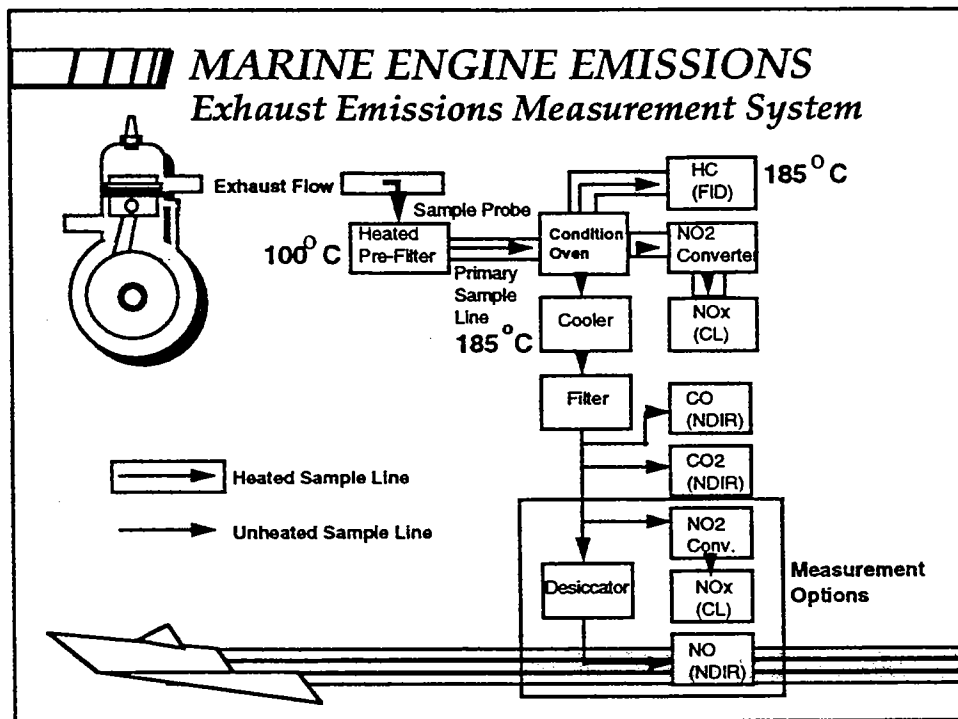 MARINE ENGINE EMISSIONS
Exhaust Emissions Measurement System
Exhaust Flow
Sample Probe
HC
(FID)
185°C
100°C
Heated
Pre-Filter
Condition
Oven
NO2
Converter
Primary
Sample
Line
185°C
Cooler
NOx
(CL)
Filter
CO
(NDIR)
CO2
(NDIR)
Heated Sample Line
Unheated Sample Line
NO2
Conv.
Desiccator
NOx
(CL)
Measurement
Options
NO
(NDIR)